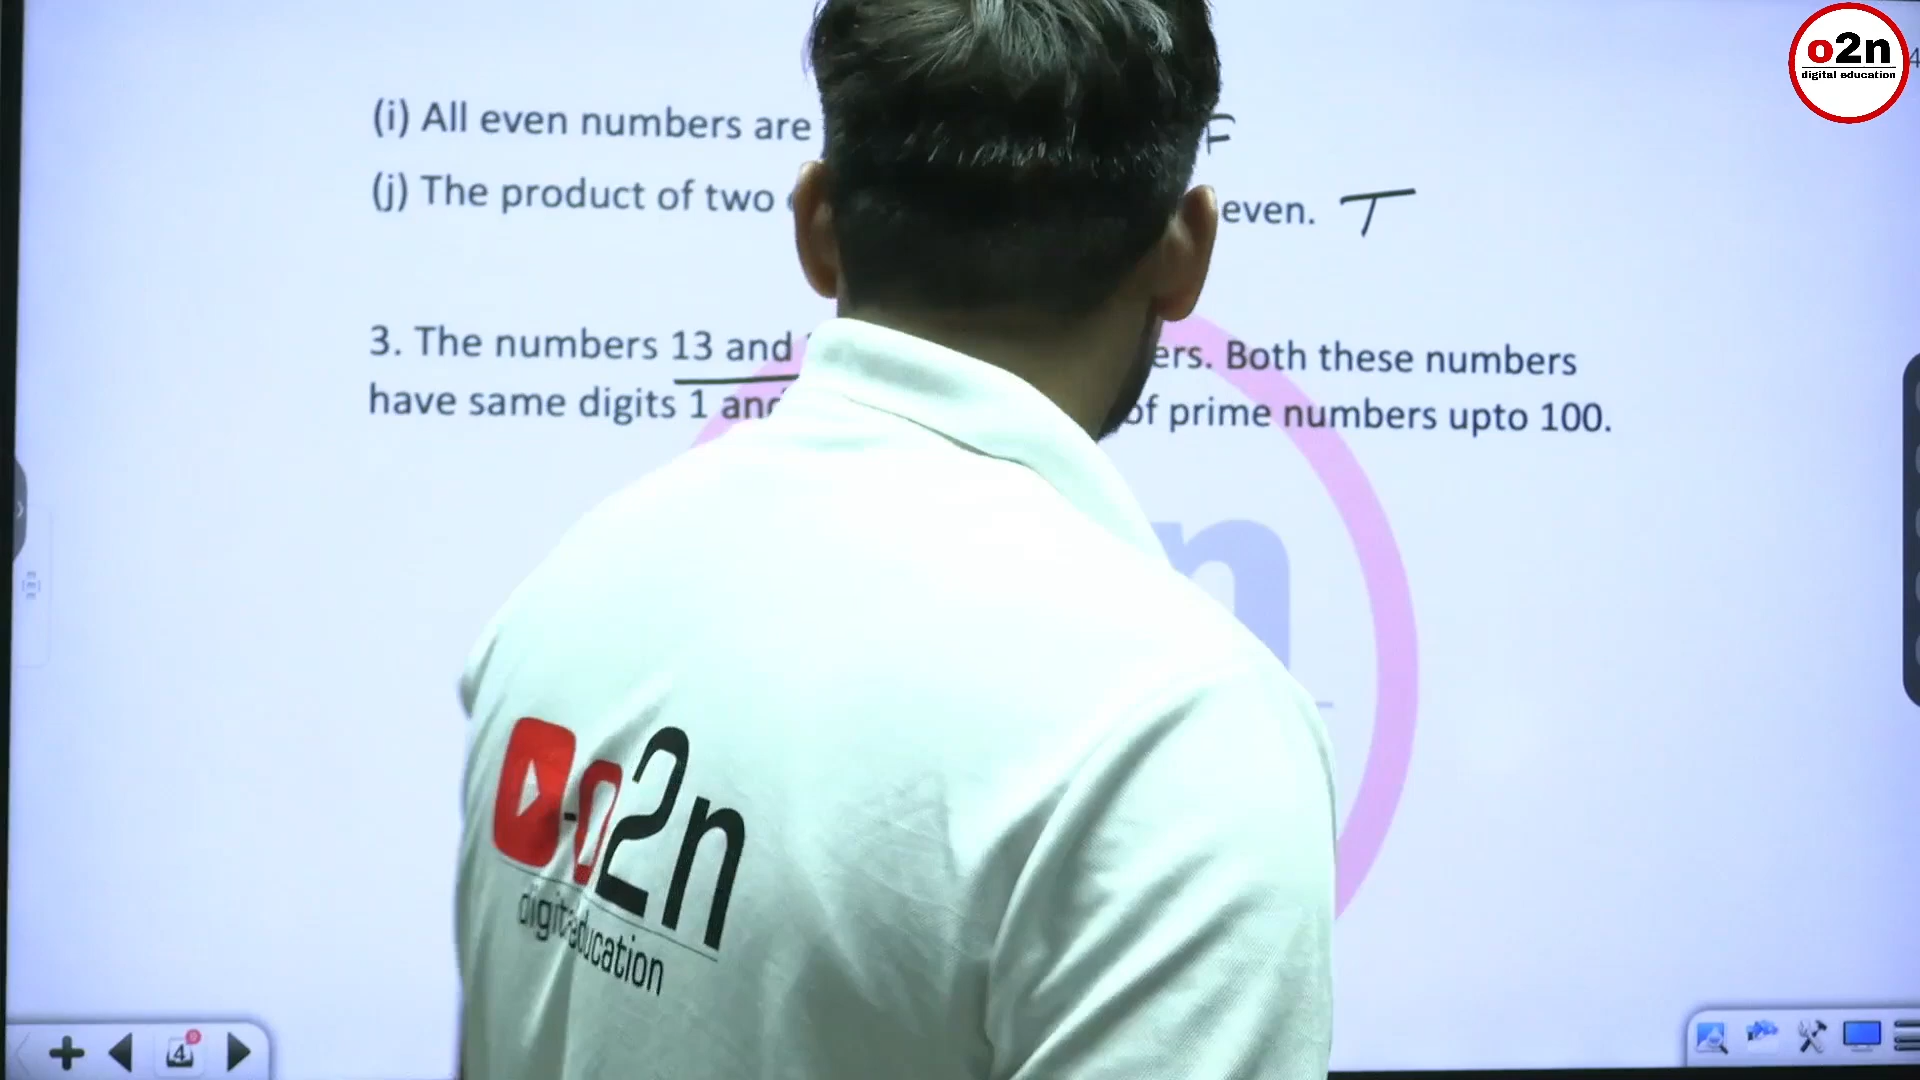 (i) All even numbers are F
(j) The product of two even. T
3. The numbers 13 and ers. Both these numbers
have same digits 1 and of prime numbers upto 100.
n
o2n
digital education
o2n
digital education
4